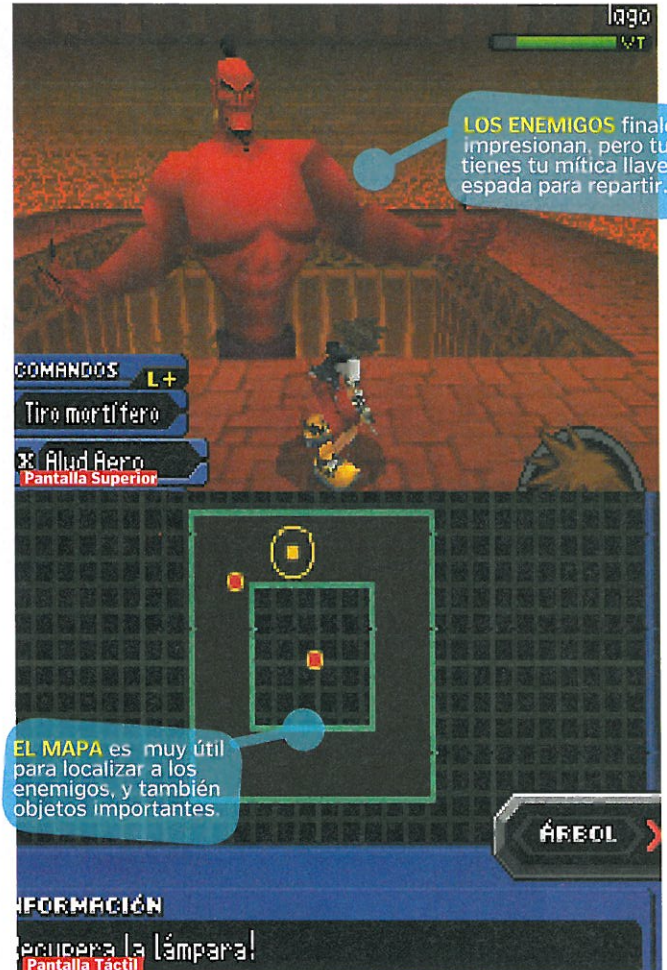 Iago
VT
LOS ENEMIGOS final
impresionan, pero tu
tienes tu mítica llave
espada para repartir.
COMANDOS L+
Tiro mortífero
X Alud Aero
Pantalla Superior
EL MAPA es muy útil
para localizar a los
enemigos, y también
objetos importantes.
ÁRBOL
NFORMACIÓN
ecupera la lámpara!
Pantalla Táctil